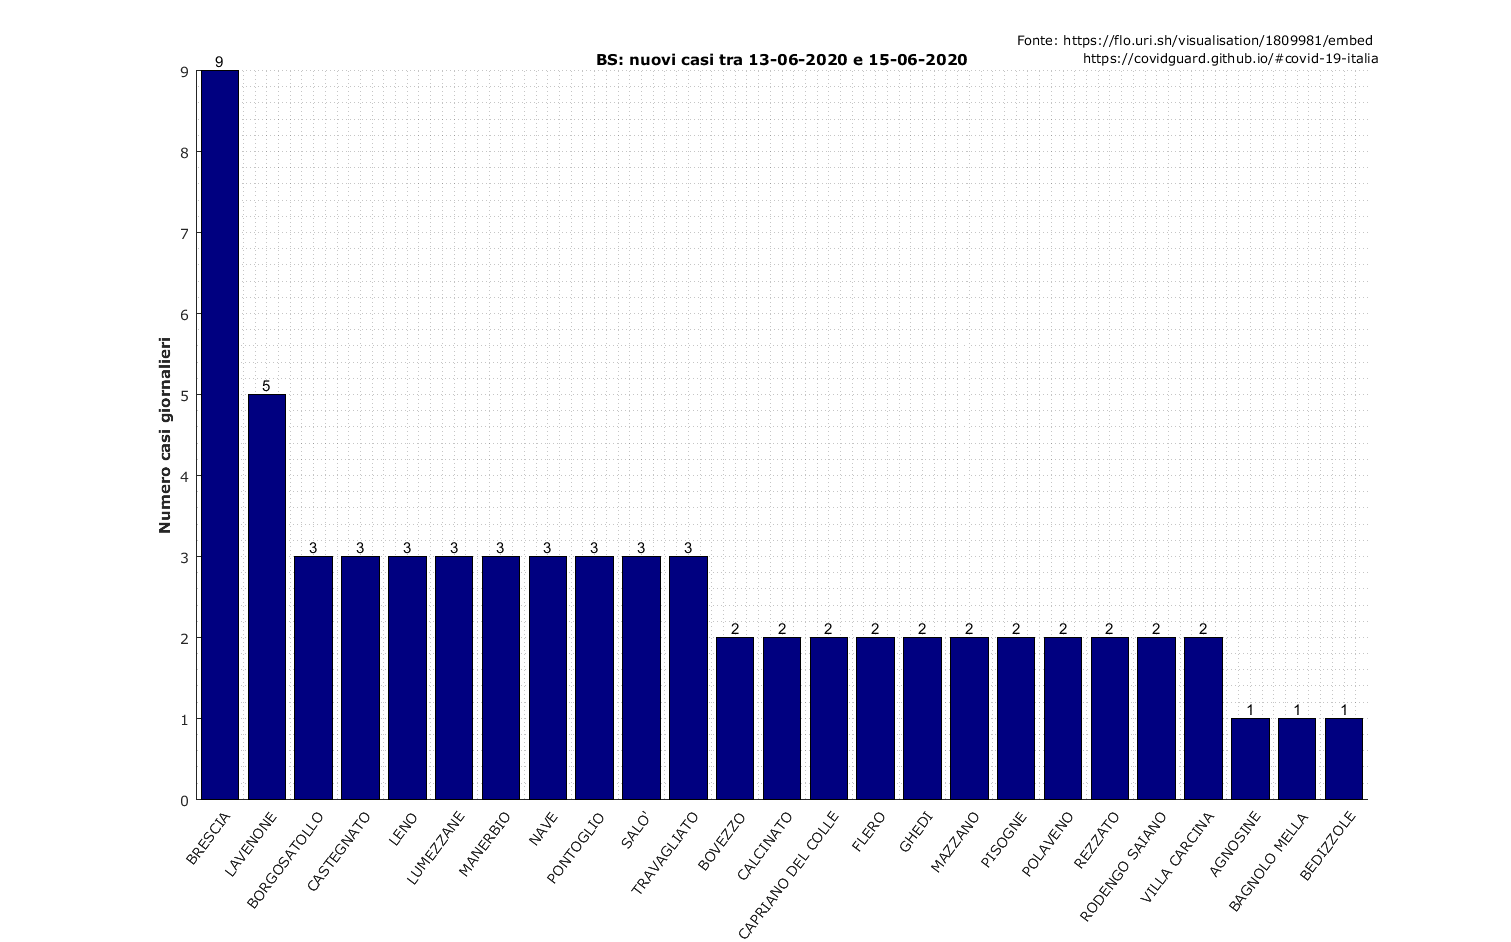 Fonte: https://flo.uri.sh/visualisation/1809981/embed
https://covidguard.github.io/#covid-19-italia
BS: nuovi casi tra 13-06-2020 e 15-06-2020
Numero casi giornalieri
9
8
7
6
5
4
3
2
1
0
9
5
3
3
3
3
3
3
3
3
3
2
2
2
2
2
2
2
2
2
2
2
1
1
1
BRESCIA
LAVENONE
BORGOSATOLLO
CASTEGNATO
LENO
LUMEZZANE
MANERBIO
NAVE
PONTOGLIO
SALO'
TRAVAGLIATO
BOVEZZO
CALCINATO
CAPRIANO DEL COLLE
FLERO
GHEDI
MAZZANO
PISOGNE
POLAVENO
REZZATO
RODENGO SAIANO
VILLA CARCINA
AGNOSINE
BAGNOLO MELLA
BEDIZZOLE